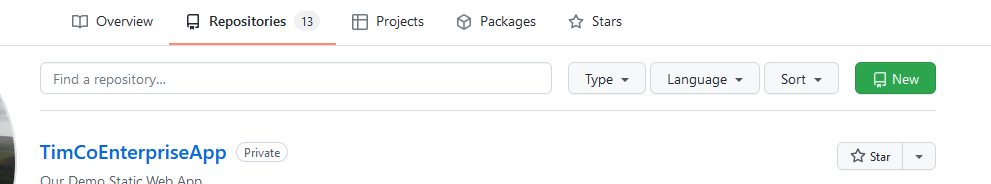 Overview Repositories 13 Projects Packages Stars
Find a repository... Type Language Sort New
TimCoEnterpriseApp Private Star
Our Demo Static Web App